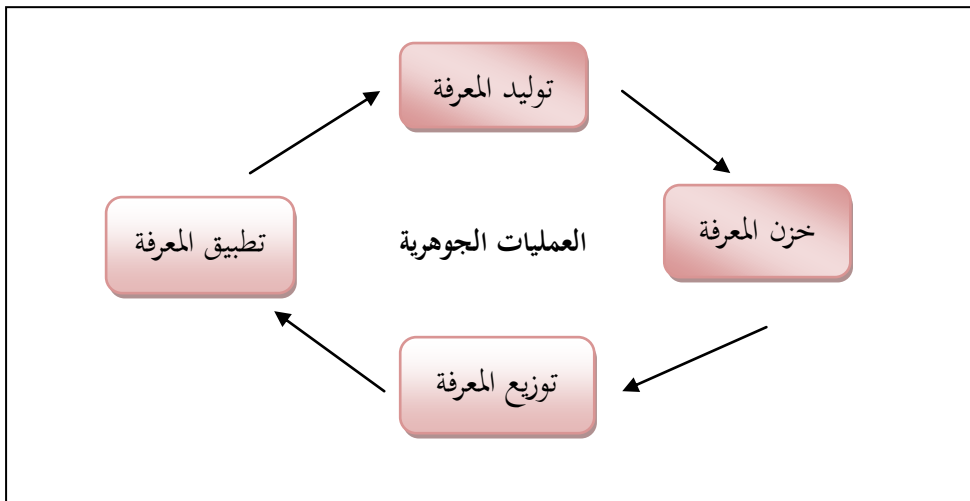 توليد المعرفة
خزن المعرفة
العمليات الجوهرية
تطبيق المعرفة
توزيع المعرفة